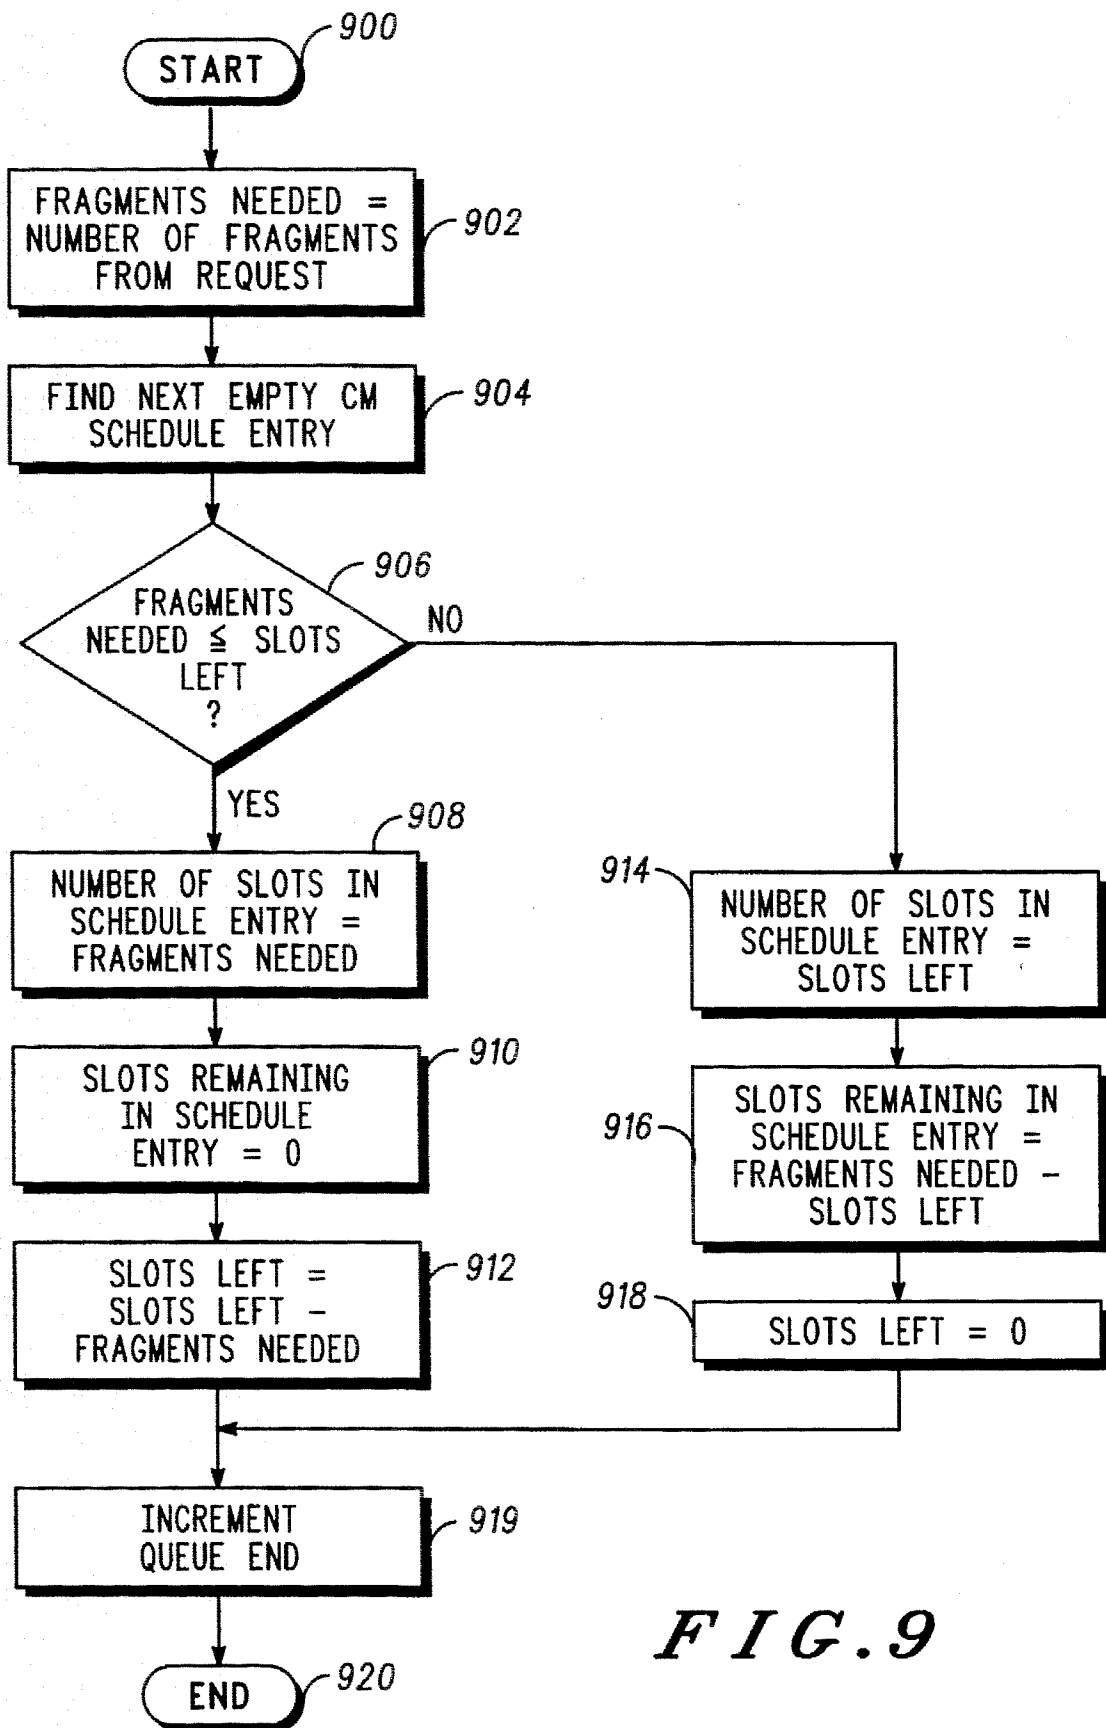 900
START
FRAGMENTS NEEDED =
NUMBER OF FRAGMENTS
FROM REQUEST
902
FIND NEXT EMPTY CM
SCHEDULE ENTRY
904
906
FRAGMENTS
NEEDED ≦ SLOTS
LEFT
?
NO
YES
908
NUMBER OF SLOTS IN
SCHEDULE ENTRY =
FRAGMENTS NEEDED
910
SLOTS REMAINING
IN SCHEDULE
ENTRY = 0
912
SLOTS LEFT =
SLOTS LEFT -
FRAGMENTS NEEDED
914
NUMBER OF SLOTS IN
SCHEDULE ENTRY =
SLOTS LEFT
916
SLOTS REMAINING IN
SCHEDULE ENTRY =
FRAGMENTS NEEDED -
SLOTS LEFT
918
SLOTS LEFT = 0
INCREMENT
QUEUE END
919
END
920
FIG.9